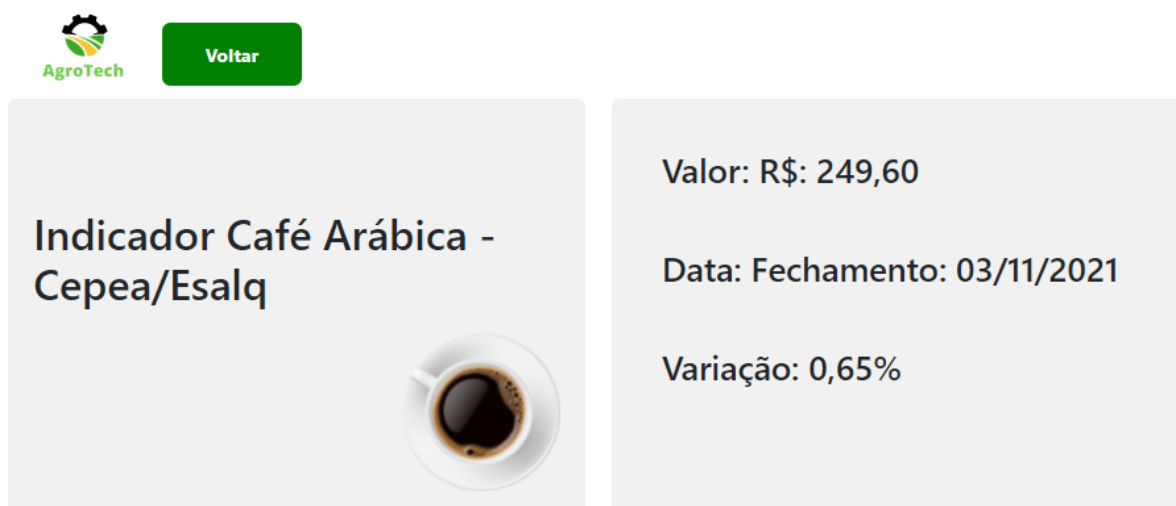 AgroTech
Voltar
Indicador Café Arábica -
Cepea/Esalq
Valor: R$: 249,60
Data: Fechamento: 03/11/2021
Variação: 0,65%